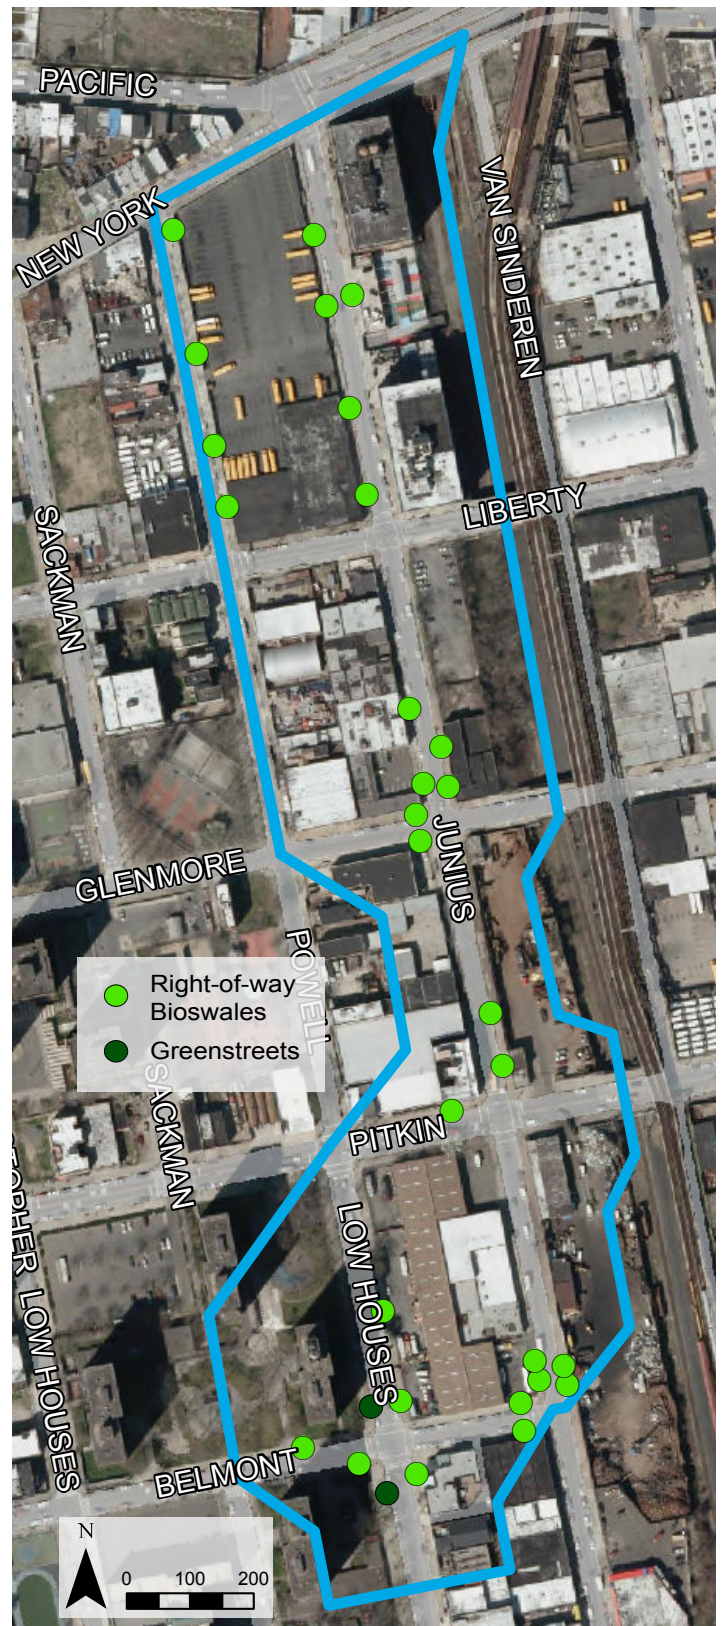 PACIFIC
NEW YORK
VAN SINDEREN
LIBERTY
SACKMAN
JUNIUS
GLENMORE
POWELL
Right-of-way
Bioswales
Greenstreets
SACKMAN
PITKIN
TOPHER
LOW HOUSES
LOW HOUSES
BELMONT
N
0 100 200